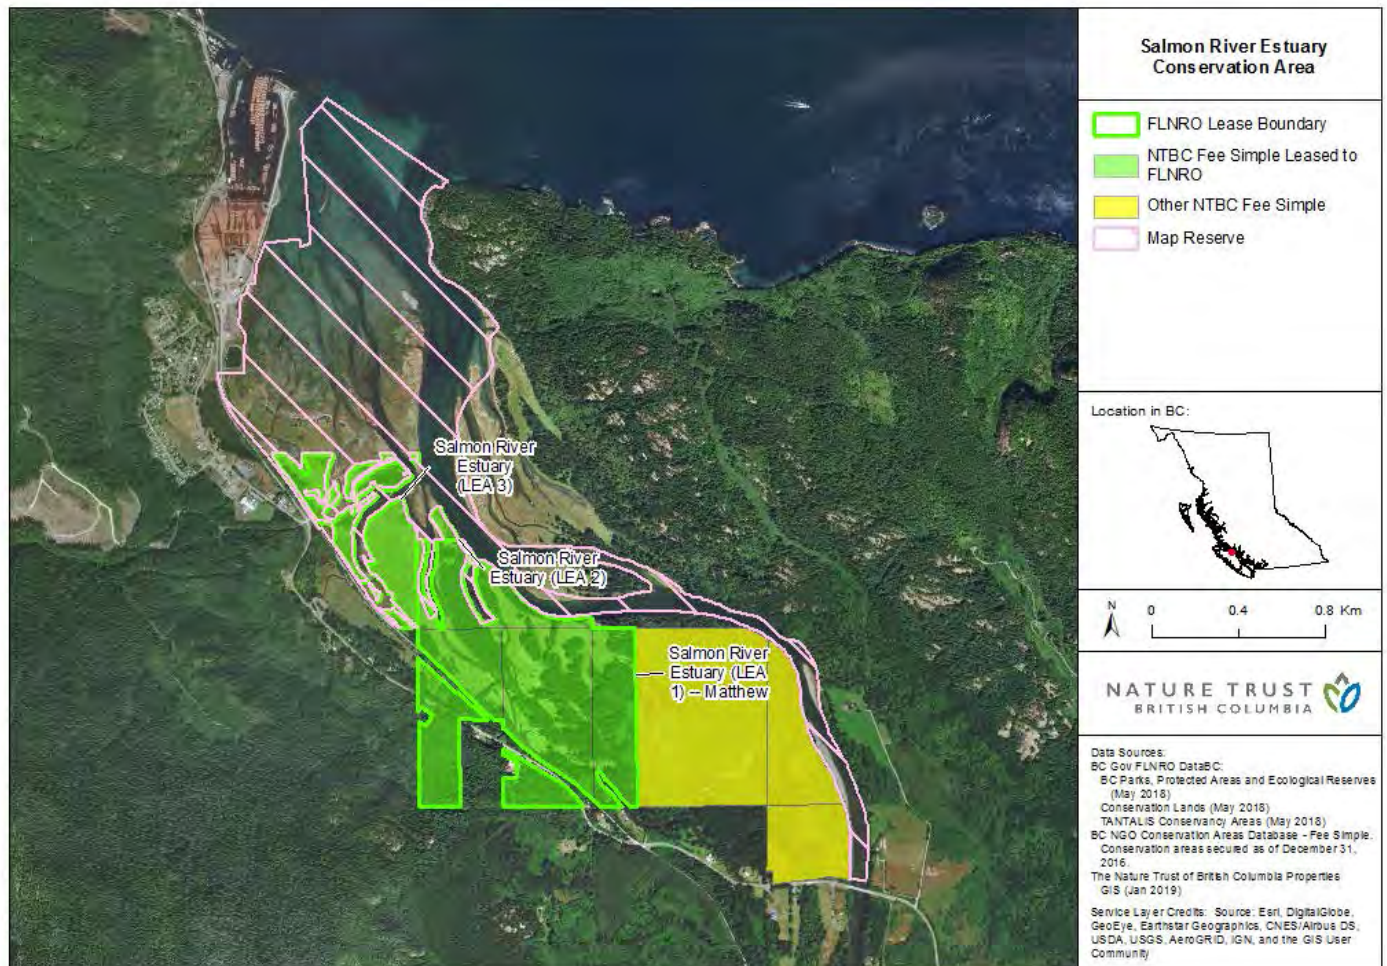 Salmon River Estuary
Conservation Area
FLNRO Lease Boundary
NTBC Fee Simple Leased to
FLNRO
Other NTBC Fee Simple
Map Reserve
Location in BC:
N
0 0.4 0.8 Km
NATURE TRUST
BRITISH COLUMBIA
Data Sources:
BC Gov FLNRO DataBC:
BC Parks, Protected Areas and Ecological Reserves
(May 2018)
Conservation Lands (May 2018)
TANTALIS Conservancy Areas (May 2018)
BC NGO Conservation Areas Database - Fee Simple.
Conservation areas secured as of December 31,
2016.
The Nature Trust of British Columbia Properties
GIS (Jan 2019)
Service Layer Credits: Source: Esri, DigitalGlobe,
GeoEye, Earthstar Geographics, CNES/Airbus DS,
USDA, USGS, AeroGRID, IGN, and the GIS User
Community
Salmon River
Estuary
(LEA 3)
Salmon River
Estuary (LEA 2)
Salmon River
Estuary (LEA
1) -- Matthew